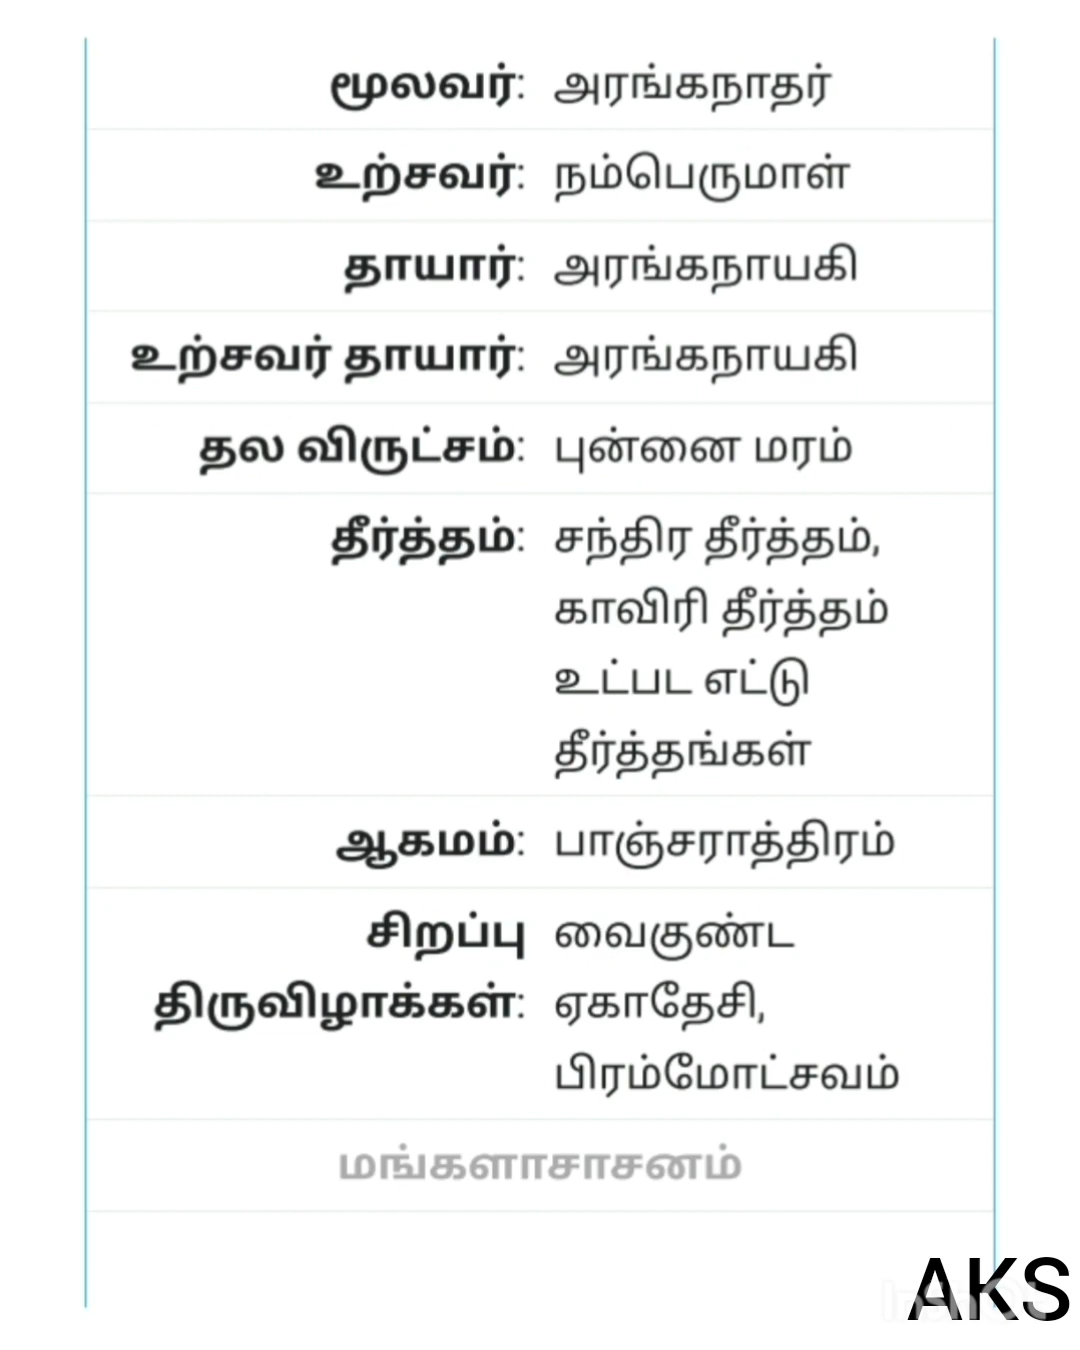 மூலவர்: அரங்கநாதர்
உற்சவர்: நம்பெருமாள்
தாயார்: அரங்கநாயகி
உற்சவர் தாயார்: அரங்கநாயகி
தல விருட்சம்: புன்னை மரம்
தீர்த்தம்: சந்திர தீர்த்தம்,
காவிரி தீர்த்தம்
உட்பட எட்டு
தீர்த்தங்கள்
ஆகமம்: பாஞ்சராத்திரம்
சிறப்பு வைகுண்ட
திருவிழாக்கள்: ஏகாதேசி,
பிரம்மோட்சவம்
மங்களாசாசனம்
AKS